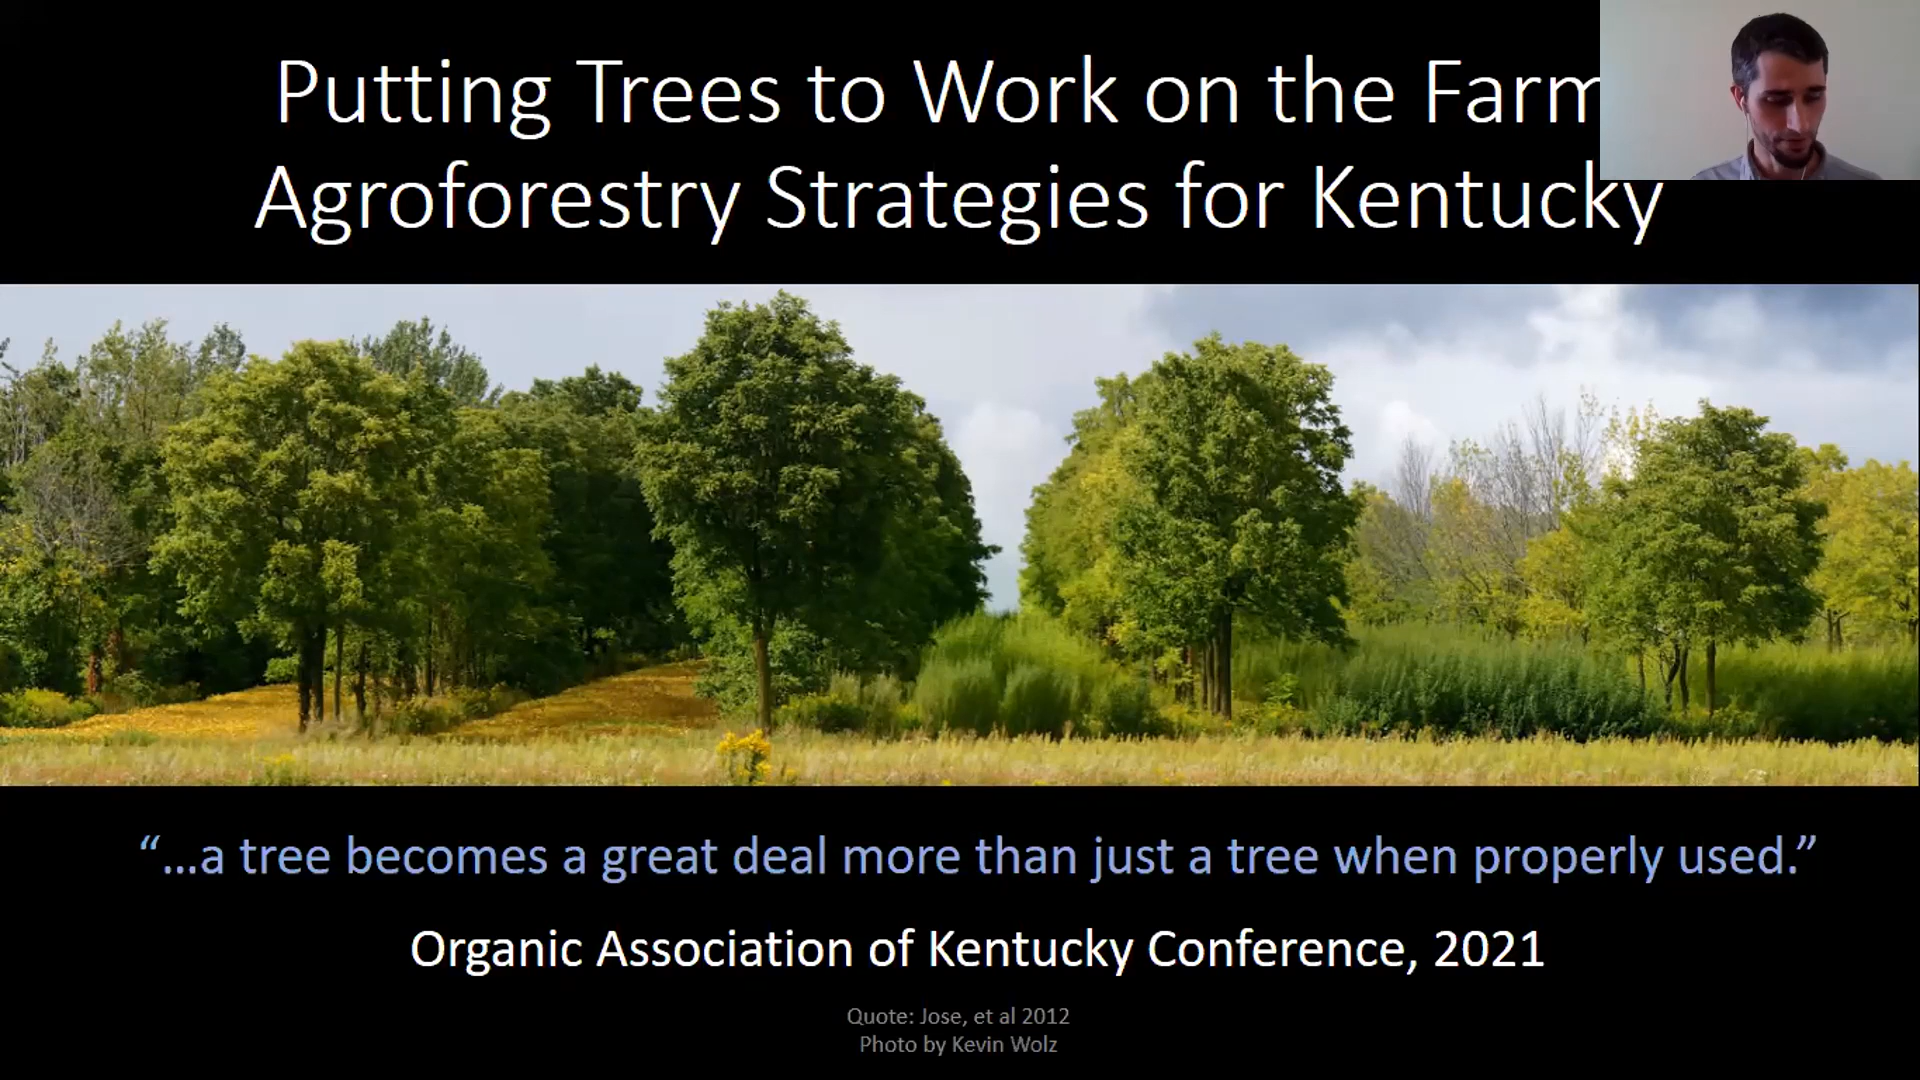 Putting Trees to Work on the Farm
Agroforestry Strategies for Kentucky
“...a tree becomes a great deal more than just a tree when properly used.”
Organic Association of Kentucky Conference, 2021
Quote: Jose, et al 2012
Photo by Kevin Wolz